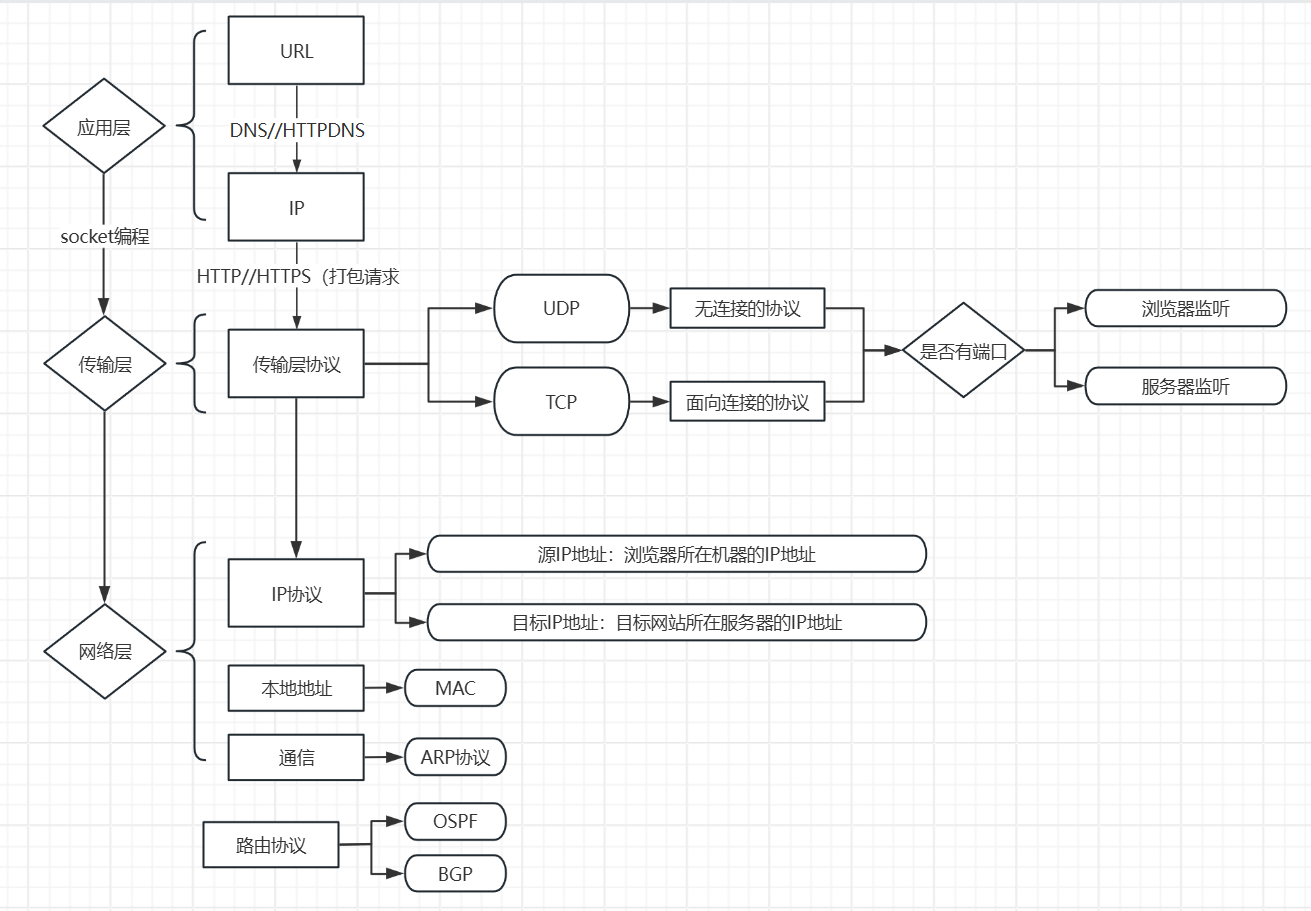 URL
应用层
DNS//HTTPDNS
IP
socket编程
HTTP//HTTPS（打包请求
传输层
传输层协议
UDP
无连接的协议
TCP
面向连接的协议
是否有端口
浏览器监听
服务器监听
网络层
IP协议
源IP地址：浏览器所在机器的IP地址
目标IP地址：目标网站所在服务器的IP地址
本地地址
MAC
通信
ARP协议
路由协议
OSPF
BGP